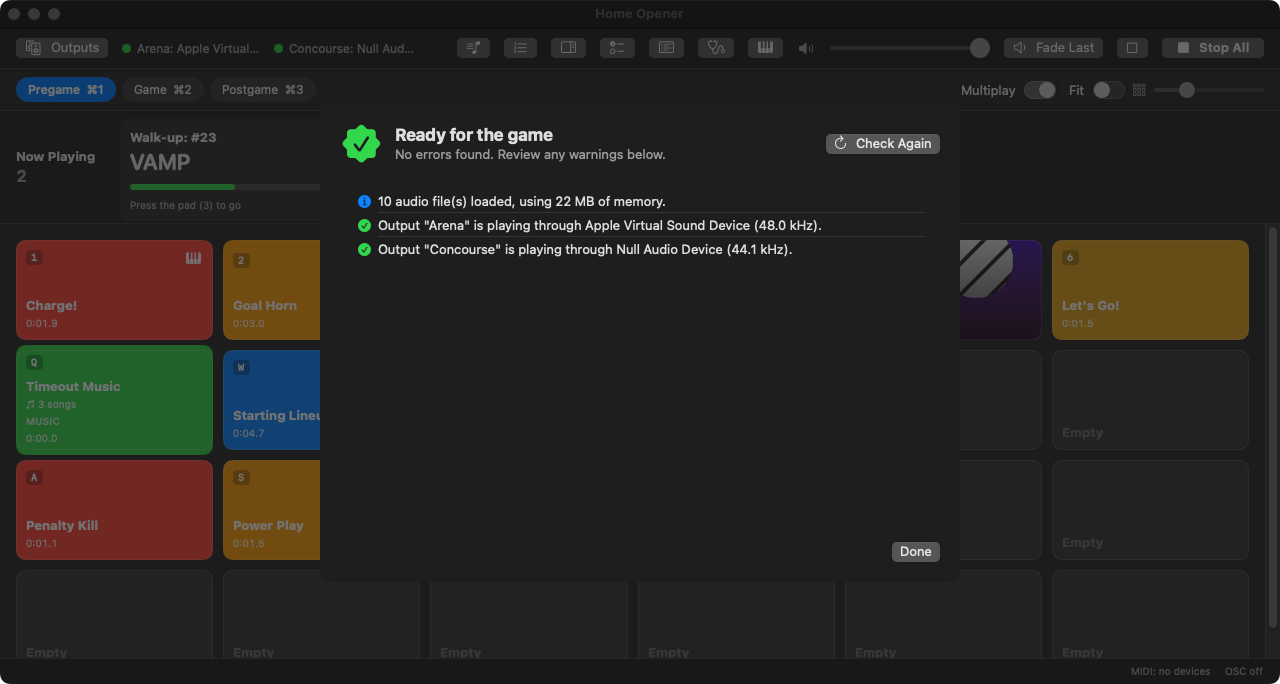 Home Opener
Outputs
Arena: Apple Virtual...
Concourse: Null Aud...
Fade Last
Stop All
Pregame ⌘1
Game ⌘2
Postgame ⌘3
Multiplay
Fit
Now Playing
2
Walk-up: #23
VAMP
Press the pad (3) to go
Ready for the game
No errors found. Review any warnings below.
Check Again
10 audio file(s) loaded, using 22 MB of memory.
Output "Arena" is playing through Apple Virtual Sound Device (48.0 kHz).
Output "Concourse" is playing through Null Audio Device (44.1 kHz).
Done
1
Charge!
0:01.9
2
Goal Horn
0:03.0
6
Let's Go!
0:01.5
Q
Timeout Music
3 songs
MUSIC
0:00.0
W
Starting Lineu
0:04.7
Empty
A
Penalty Kill
0:01.1
S
Power Play
0:01.5
Empty
Empty
Empty
Empty
Empty
Empty
Empty
MIDI: no devices
OSC off